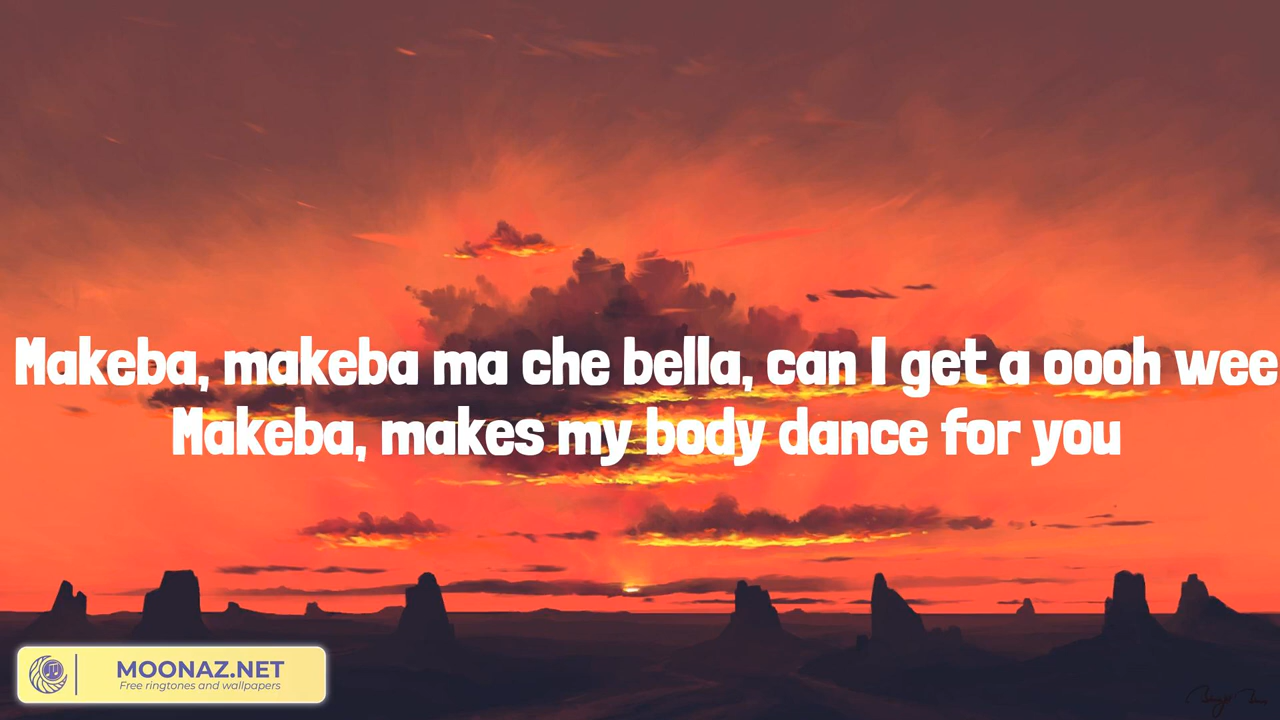 Makeba, makeba ma che bella, can I get a oooh wee
Makeba, makes my body dance for you
MOONAZ.NET
Free ringtones and wallpapers